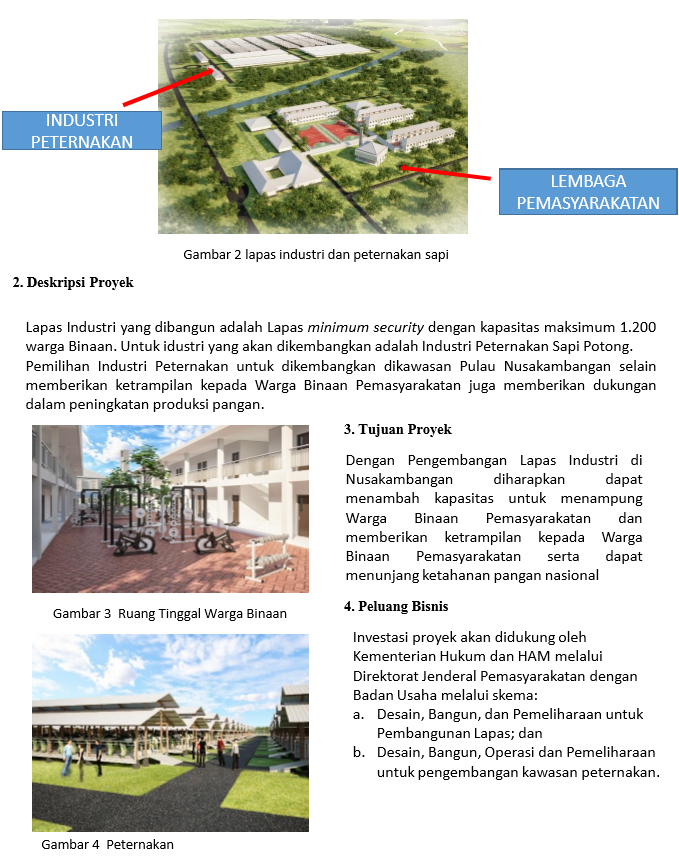 INDUSTRI
PETERNAKAN
LEMBAGA
PEMASYARAKATAN
Gambar 2 lapas industri dan peternakan sapi
2. Deskripsi Proyek
Lapas Industri yang dibangun adalah Lapas minimum security dengan kapasitas maksimum 1.200
warga Binaan. Untuk idustri yang akan dikembangkan adalah Industri Peternakan Sapi Potong.
Pemilihan Industri Peternakan untuk dikembangkan dikawasan Pulau Nusakambangan selain
memberikan ketrampilan kepada Warga Binaan Pemasyarakatan juga memberikan dukungan
dalam peningkatan produksi pangan.
Gambar 3 Ruang Tinggal Warga Binaan
Gambar 4 Peternakan
3. Tujuan Proyek
Dengan Pengembangan Lapas Industri di
Nusakambangan diharapkan dapat
menambah kapasitas untuk menampung
Warga Binaan Pemasyarakatan dan
memberikan ketrampilan kepada Warga
Binaan Pemasyarakatan serta dapat
menunjang ketahanan pangan nasional
4. Peluang Bisnis
Investasi proyek akan didukung oleh
Kementerian Hukum dan HAM melalui
Direktorat Jenderal Pemasyarakatan dengan
Badan Usaha melalui skema:
a. Desain, Bangun, dan Pemeliharaan untuk
Pembangunan Lapas; dan
b. Desain, Bangun, Operasi dan Pemeliharaan
untuk pengembangan kawasan peternakan.